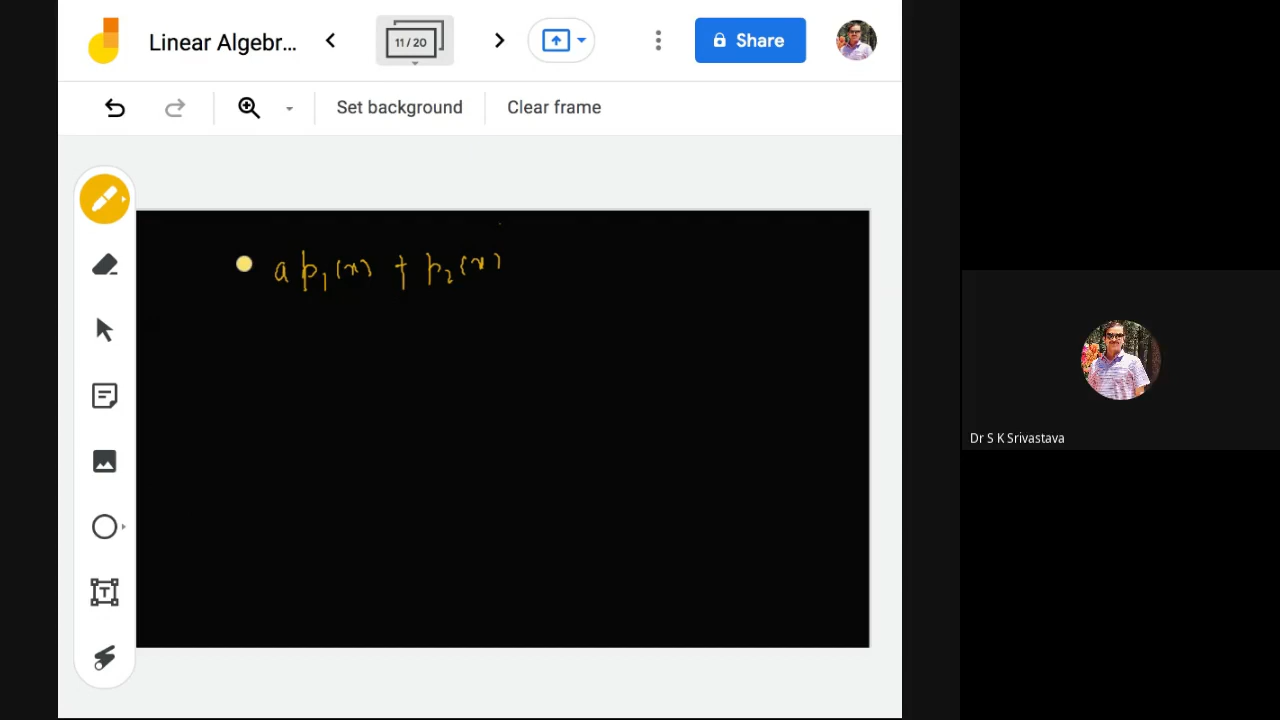 Linear Algebr...
11 / 20
Share
Set background
Clear frame
a p₁(x) + p₂(x)
T
Dr S K Srivastava